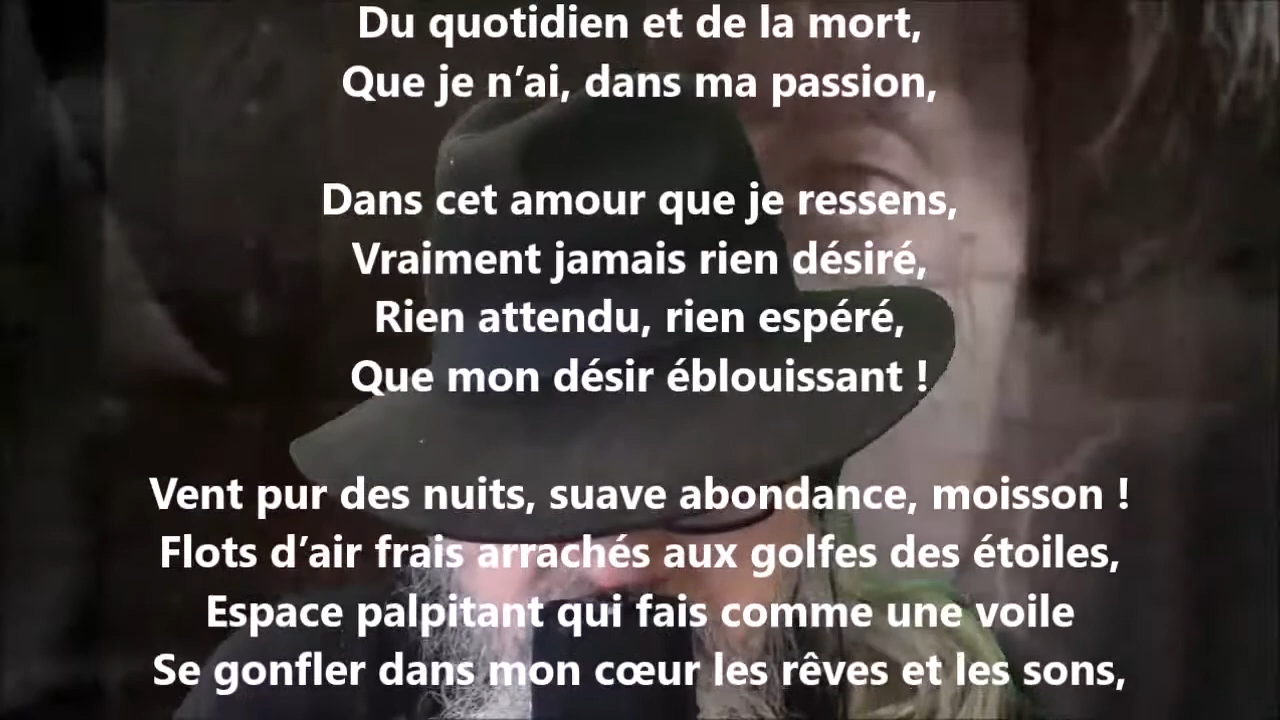 Du quotidien et de la mort,
Que je n’ai, dans ma passion,
Dans cet amour que je ressens,
Vraiment jamais rien désiré,
Rien attendu, rien espéré,
Que mon désir éblouissant !
Vent pur des nuits, suave abondance, moisson !
Flots d’air frais arrachés aux golfes des étoiles,
Espace palpitant qui fais comme une voile
Se gonfler dans mon cœur les rêves et les sons,